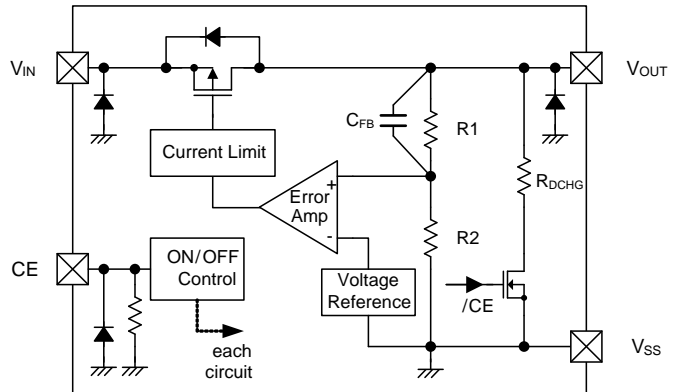 VIN
VOUT
CFB
R1
Current Limit
RDCHG
+
Error
Amp
-
R2
CE
ON/OFF
Control
Voltage
Reference
/CE
each
circuit
VSS